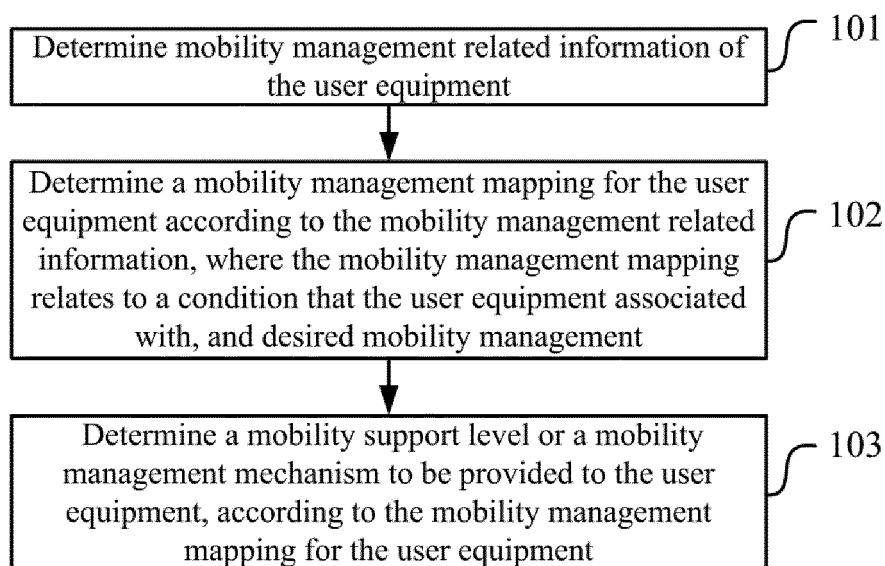 Determine mobility management related information of
the user equipment
101
Determine a mobility management mapping for the user
equipment according to the mobility management related
information, where the mobility management mapping
relates to a condition that the user equipment associated
with, and desired mobility management
102
Determine a mobility support level or a mobility
management mechanism to be provided to the user
equipment, according to the mobility management
mapping for the user equipment
103